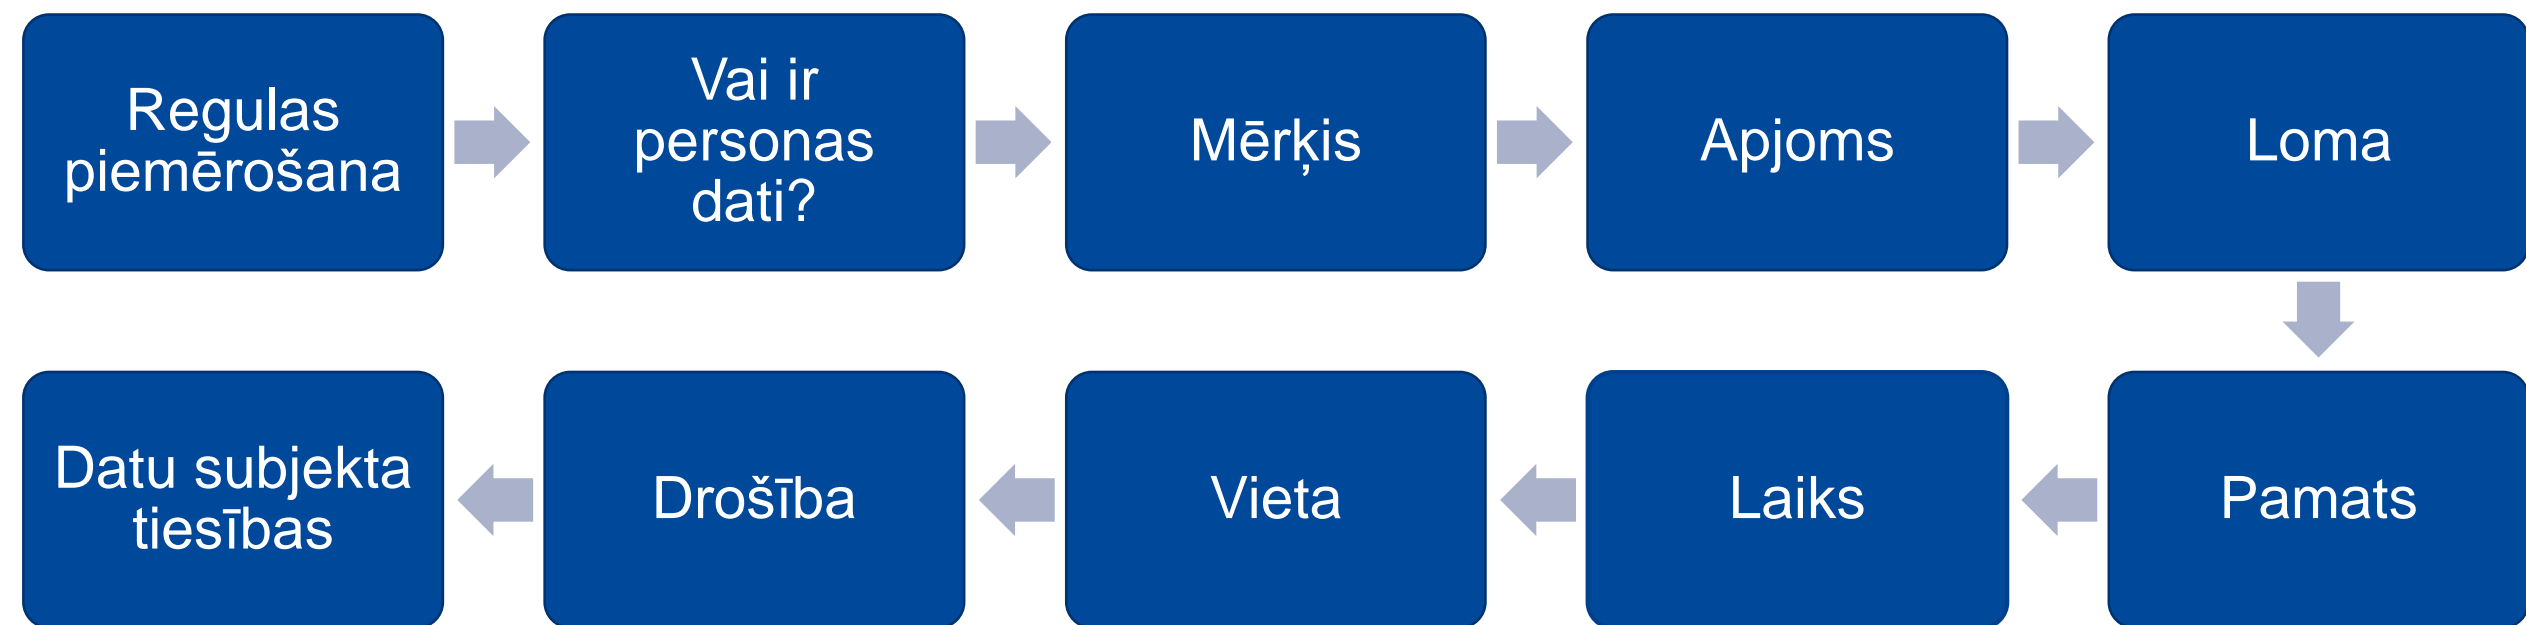 Regulas
piemērošana
Vai ir
personas
dati?
Mērķis
Apjoms
Loma
Pamats
Laiks
Vieta
Drošība
Datu subjekta
tiesības